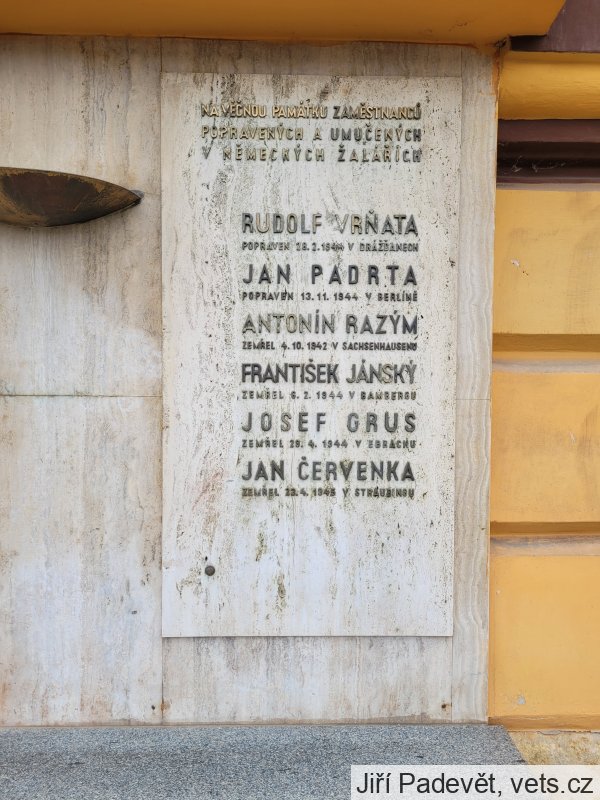 NA VĚČNOU PAMÁTKU ZAMĚSTNANCŮ
POPRAVENÝCH A UMUČENÝCH
V NĚMECKÝCH ŽALÁŘÍCH
RUDOLF VRŇATA
POPRAVEN 28.2.1944 V DRÁŽĎANECH
JAN PADRTA
POPRAVEN 13.11.1944 V BERLÍNĚ
ANTONÍN RAZÝM
ZEMŘEL 4.10.1942 V SACHSENHAUSENU
FRANTIŠEK JÁNSKÝ
ZEMŘEL 6.2.1944 V BAMBERGU
JOSEF GRUS
ZEMŘEL 28.4.1944 V EBRACHU
JAN ČERVENKA
ZEMŘEL 23.4.1945 V STRAUBINGU
Jiří Padevět, vets.cz